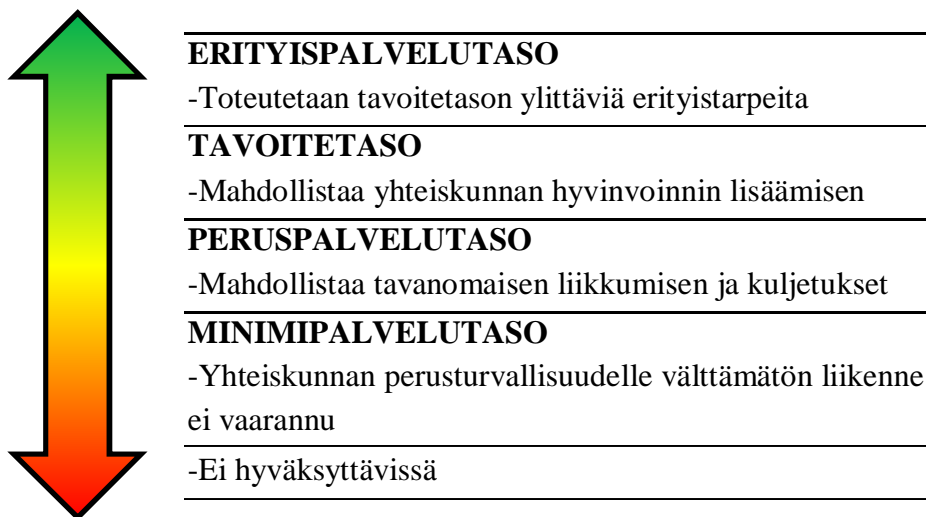 ERITYISPALVELUTASO
-Toteutetaan tavoitetason ylittäviä erityistarpeita
TAVOITETASO
-Mahdollistaa yhteiskunnan hyvinvoinnin lisäämisen
PERUSPALVELUTASO
-Mahdollistaa tavanomaisen liikkumisen ja kuljetukset
MINIMIPALVELUTASO
-Yhteiskunnan perusturvallisuudelle välttämätön liikenne
ei vaarannu
-Ei hyväksyttävissä